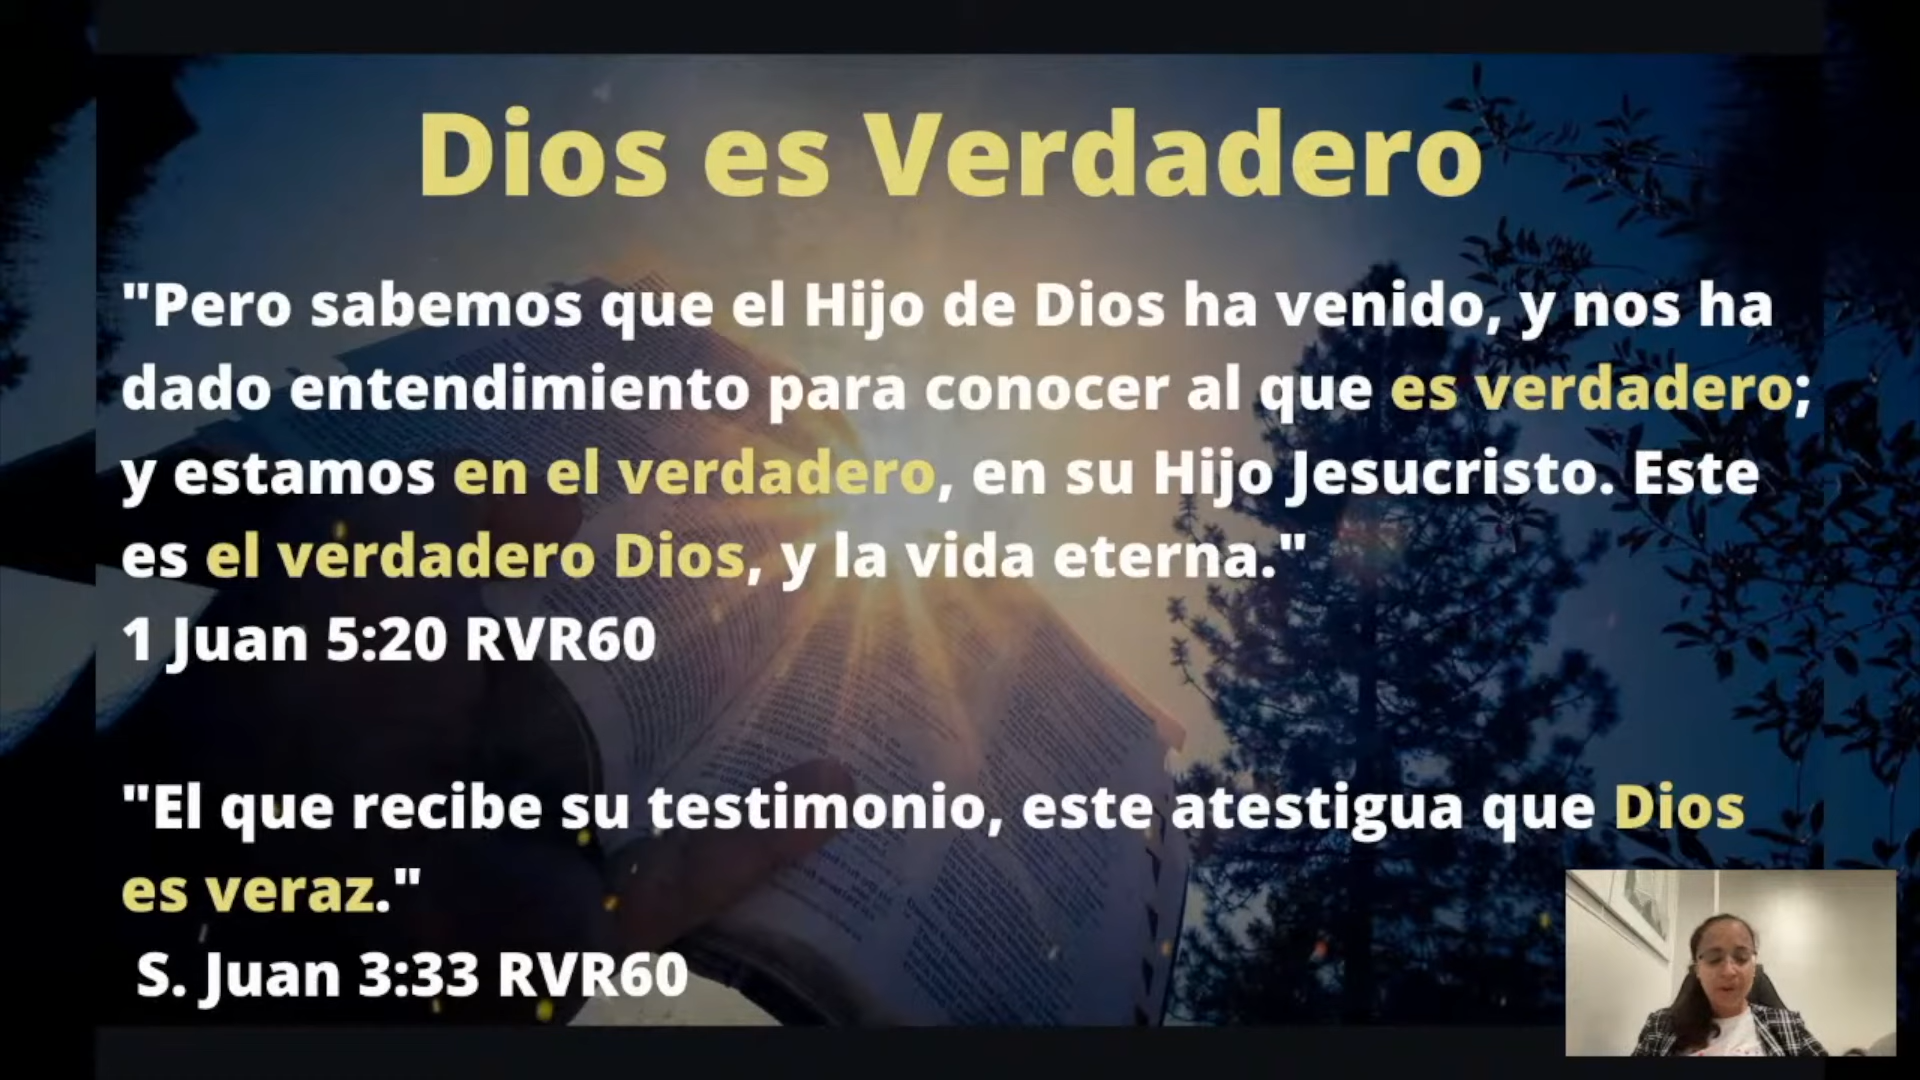 Dios es Verdadero
"Pero sabemos que el Hijo de Dios ha venido, y nos ha
dado entendimiento para conocer al que es verdadero;
y estamos en el verdadero, en su Hijo Jesucristo. Este
es el verdadero Dios, y la vida eterna."
1 Juan 5:20 RVR60
"El que recibe su testimonio, este atestigua que Dios
es veraz."
S. Juan 3:33 RVR60